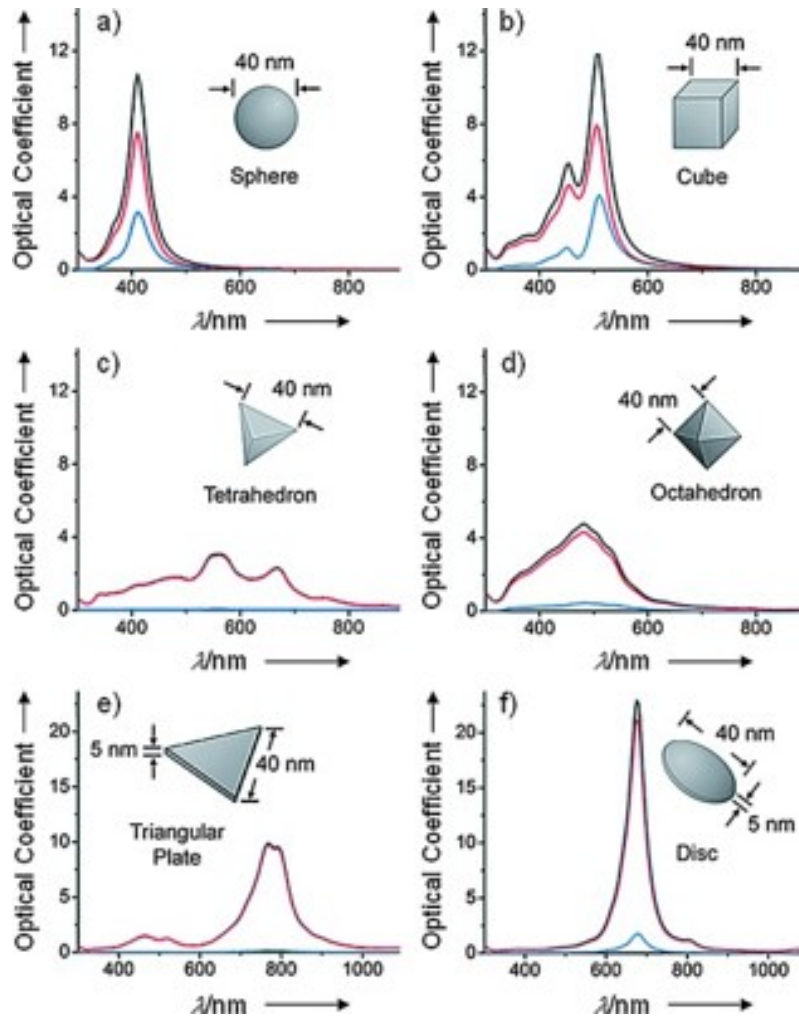 a)
Optical Coefficient
12
8
4
0
40 nm
Sphere
400 600 800
λ/nm
b)
Optical Coefficient
12
8
4
0
40 nm
Cube
400 600 800
λ/nm
c)
Optical Coefficient
12
8
4
0
40 nm
Tetrahedron
400 600 800
λ/nm
d)
Optical Coefficient
12
8
4
0
40 nm
Octahedron
400 600 800
λ/nm
e)
Optical Coefficient
20
15
10
5
0
5 nm
40 nm
Triangular
Plate
400 600 800 1000
λ/nm
f)
Optical Coefficient
20
15
10
5
0
40 nm
5 nm
Disc
400 600 800 1000
λ/nm